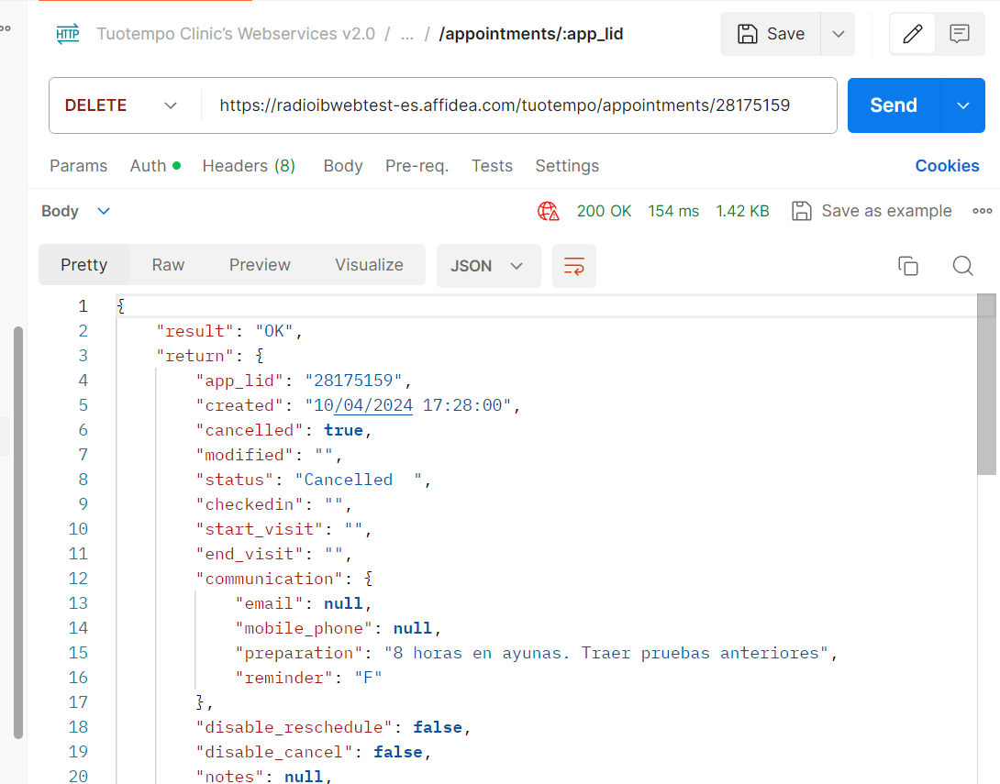 HTTP Tuotempo Clinic's Webservices v2.0 / ... / /appointments/:app_lid Save
DELETE https://radioibwebtest-es.affidea.com/tuotempo/appointments/28175159 Send
Params Auth Headers (8) Body Pre-req. Tests Settings Cookies
Body 200 OK 154 ms 1.42 KB Save as example
Pretty Raw Preview Visualize JSON
1 {
2 "result": "OK",
3 "return": {
4 "app_lid": "28175159",
5 "created": "10/04/2024 17:28:00",
6 "cancelled": true,
7 "modified": "",
8 "status": "Cancelled  ",
9 "checkedin": "",
10 "start_visit": "",
11 "end_visit": "",
12 "communication": {
13 "email": null,
14 "mobile_phone": null,
15 "preparation": "8 horas en ayunas. Traer pruebas anteriores",
16 "reminder": "F"
17 },
18 "disable_reschedule": false,
19 "disable_cancel": false,
20 "notes": null,